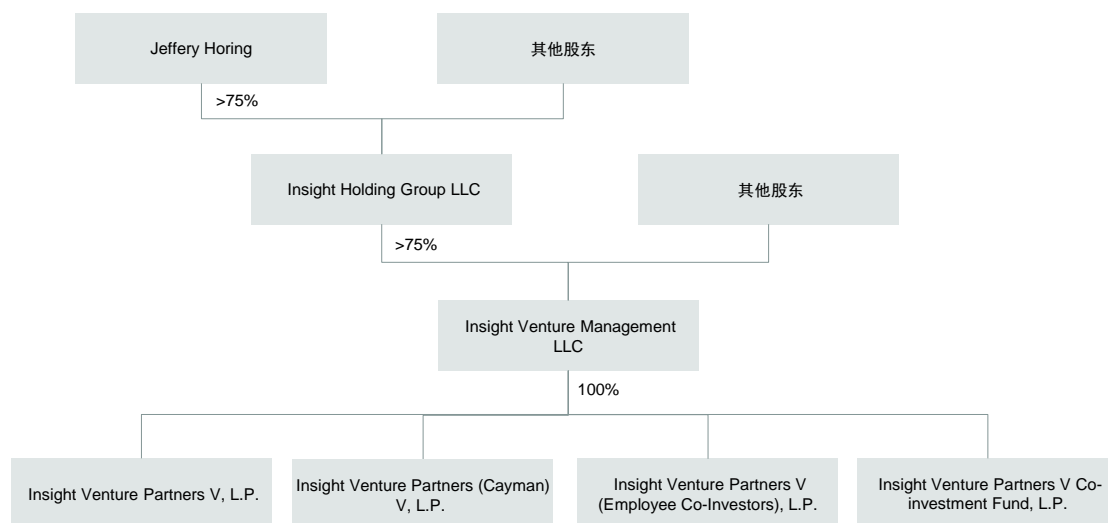 Jeffery Horing
其他股东
>75%
Insight Holding Group LLC
其他股东
>75%
Insight Venture Management
LLC
100%
Insight Venture Partners V, L.P.
Insight Venture Partners (Cayman)
V, L.P.
Insight Venture Partners V
(Employee Co-Investors), L.P.
Insight Venture Partners V Co-
investment Fund, L.P.